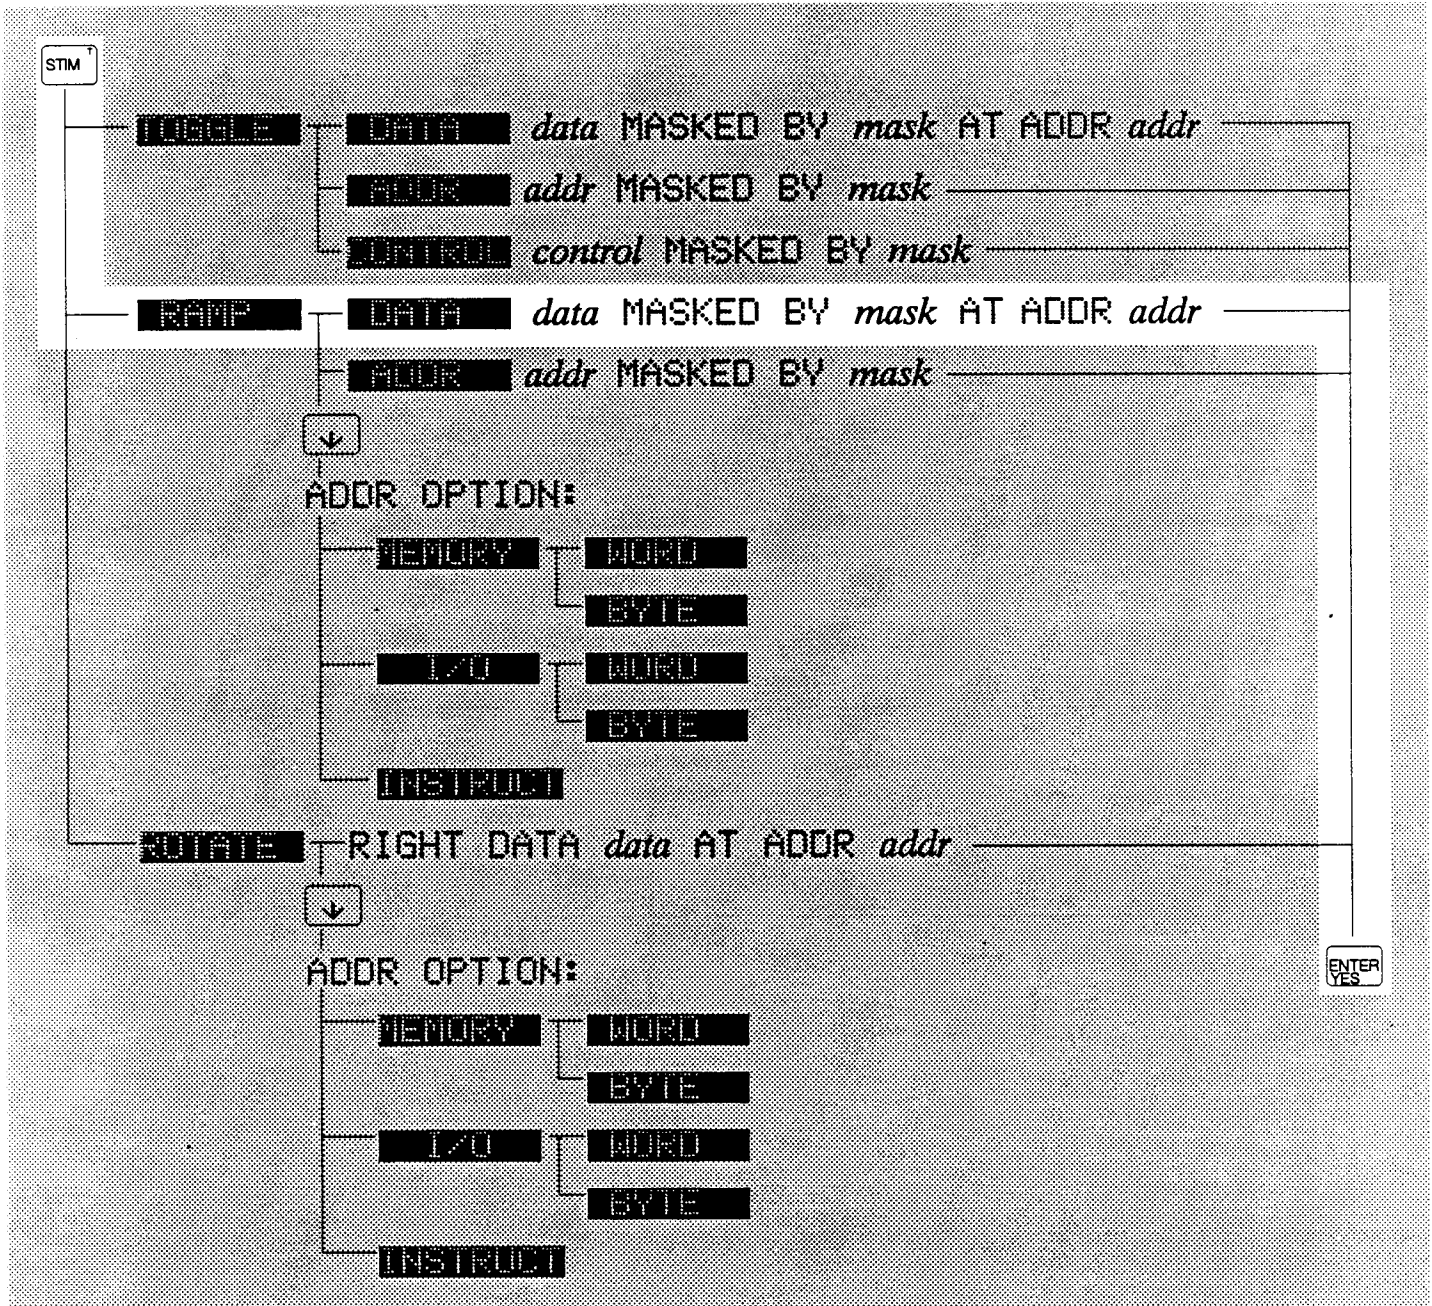 STIM T
TOGGLE DATA data MASKED BY mask AT ADDR addr
ADDR addr MASKED BY mask
CONTROL control MASKED BY mask
RAMP DATA data MASKED BY mask AT ADDR addr
ADDR addr MASKED BY mask
↓
ADDR OPTION:
MEMORY WORD
BYTE
I/O WORD
BYTE
INSTRUCT
ROTATE RIGHT DATA data AT ADDR addr
↓
ADDR OPTION:
ENTER
YES
MEMORY WORD
BYTE
I/O WORD
BYTE
INSTRUCT